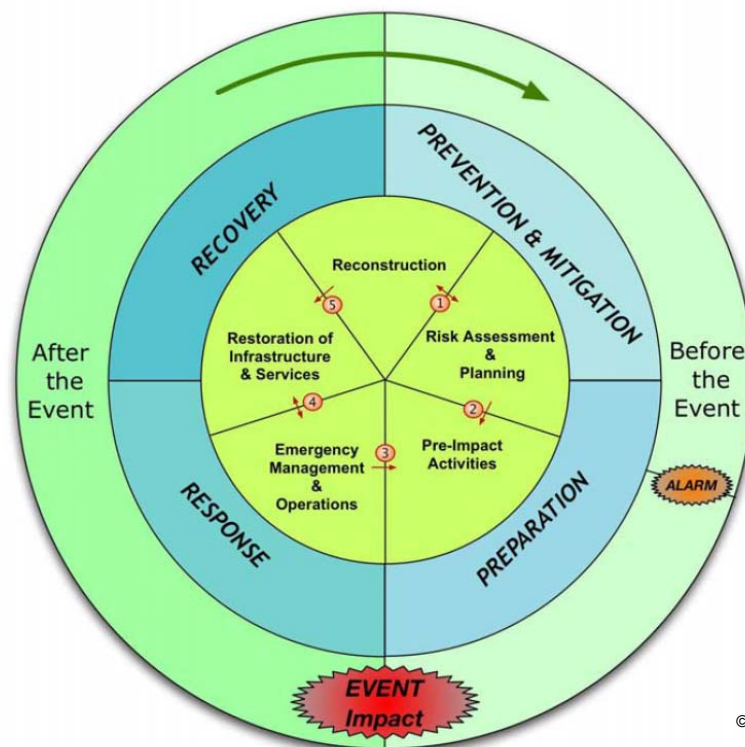 PREVENTION & MITIGATION
RECOVERY
Reconstruction
5
1
Restoration of
Infrastructure
& Services
Risk Assessment
&
Planning
After
the
Event
Before
the
Event
4
2
3
Emergency
Management
&
Operations
Pre-Impact
Activities
ALARM
RESPONSE
PREPARATION
EVENT
Impact
©